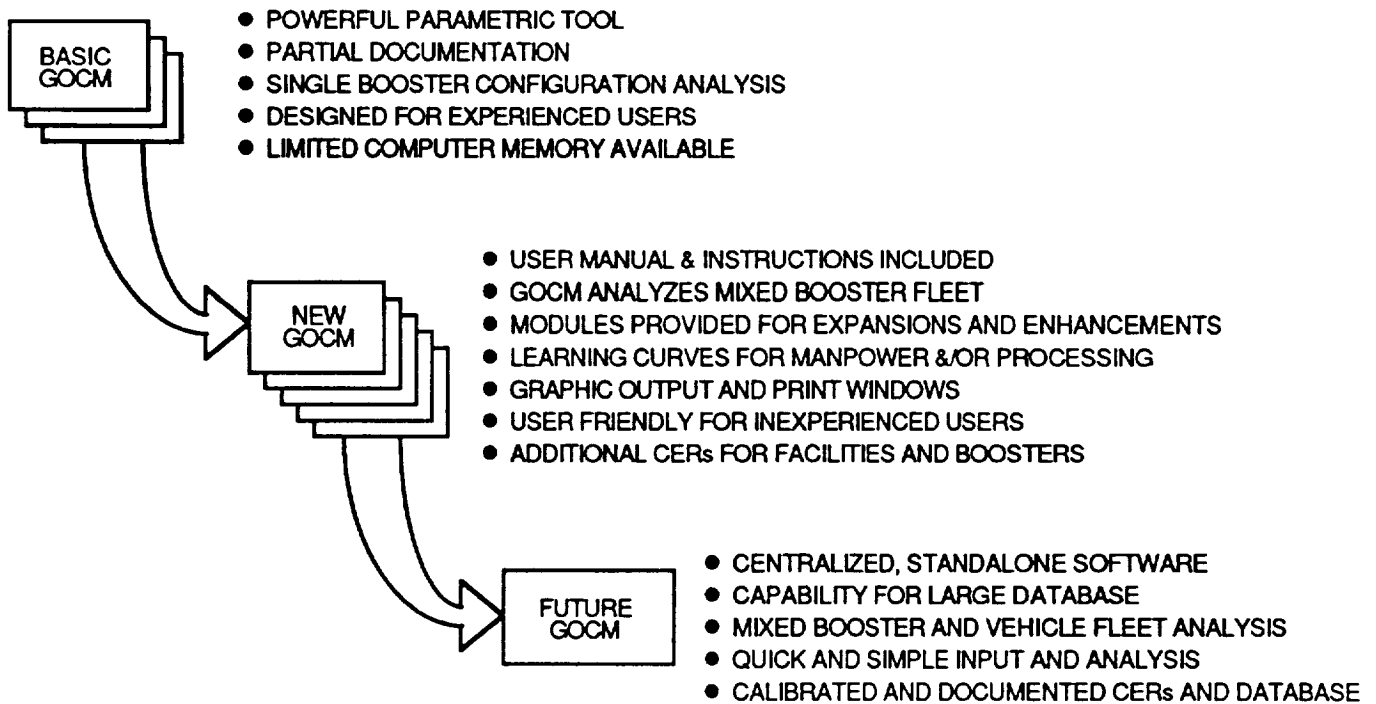 BASIC
GOCM
● POWERFUL PARAMETRIC TOOL
● PARTIAL DOCUMENTATION
● SINGLE BOOSTER CONFIGURATION ANALYSIS
● DESIGNED FOR EXPERIENCED USERS
● LIMITED COMPUTER MEMORY AVAILABLE
NEW
GOCM
● USER MANUAL & INSTRUCTIONS INCLUDED
● GOCM ANALYZES MIXED BOOSTER FLEET
● MODULES PROVIDED FOR EXPANSIONS AND ENHANCEMENTS
● LEARNING CURVES FOR MANPOWER &/OR PROCESSING
● GRAPHIC OUTPUT AND PRINT WINDOWS
● USER FRIENDLY FOR INEXPERIENCED USERS
● ADDITIONAL CERs FOR FACILITIES AND BOOSTERS
FUTURE
GOCM
● CENTRALIZED, STANDALONE SOFTWARE
● CAPABILITY FOR LARGE DATABASE
● MIXED BOOSTER AND VEHICLE FLEET ANALYSIS
● QUICK AND SIMPLE INPUT AND ANALYSIS
● CALIBRATED AND DOCUMENTED CERs AND DATABASE